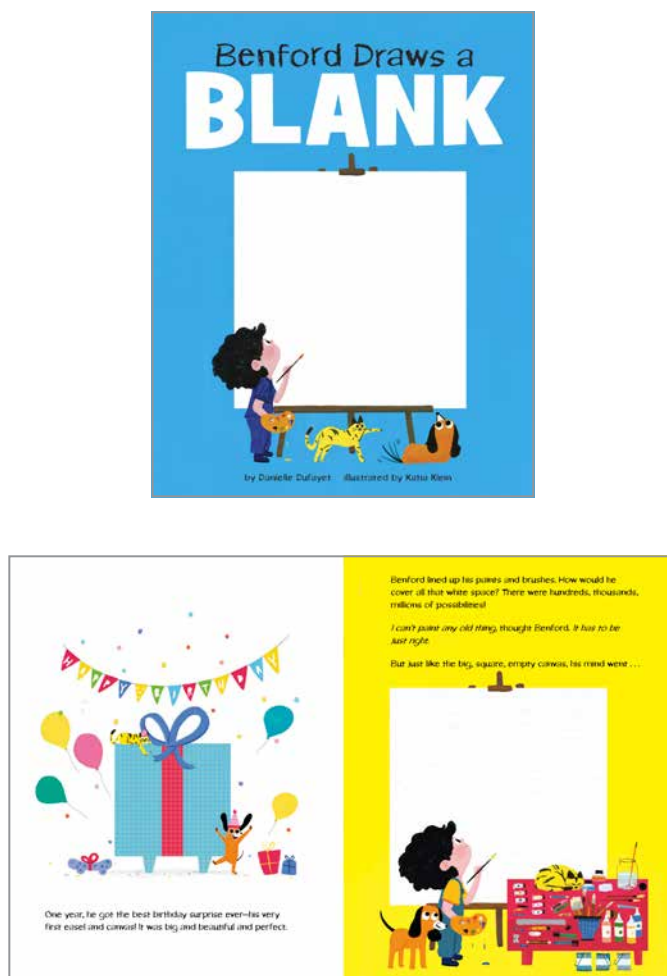 Benford Draws a
BLANK
by Danielle Dufayet illustrated by Katia Klein
HAPPY BIRTHDAY
One year, he got the best birthday surprise ever—his very
first easel and canvas! It was big and beautiful and perfect.
Benford lined up his paints and brushes. How would he
cover all that white space? There were hundreds, thousands,
millions of possibilities!
I can't paint any old thing, thought Benford. It has to be
just right.
But just like the big, square, empty canvas, his mind went . . .